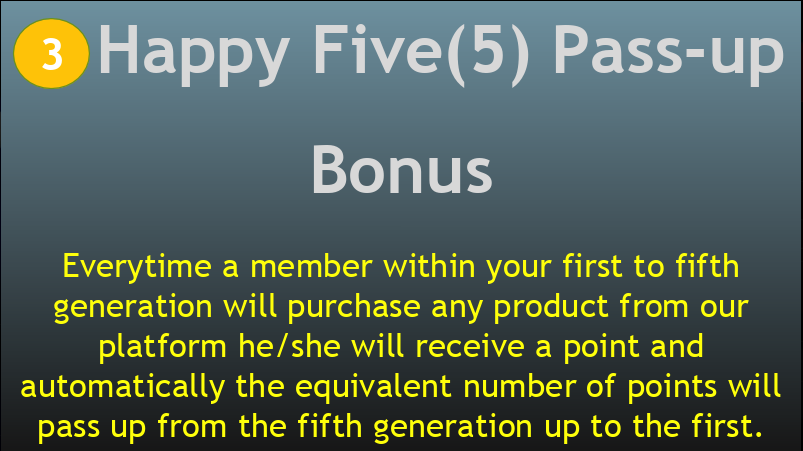 3 Happy Five(5) Pass-up
Bonus
Everytime a member within your first to fifth
generation will purchase any product from our
platform he/she will receive a point and
automatically the equivalent number of points will
pass up from the fifth generation up to the first.